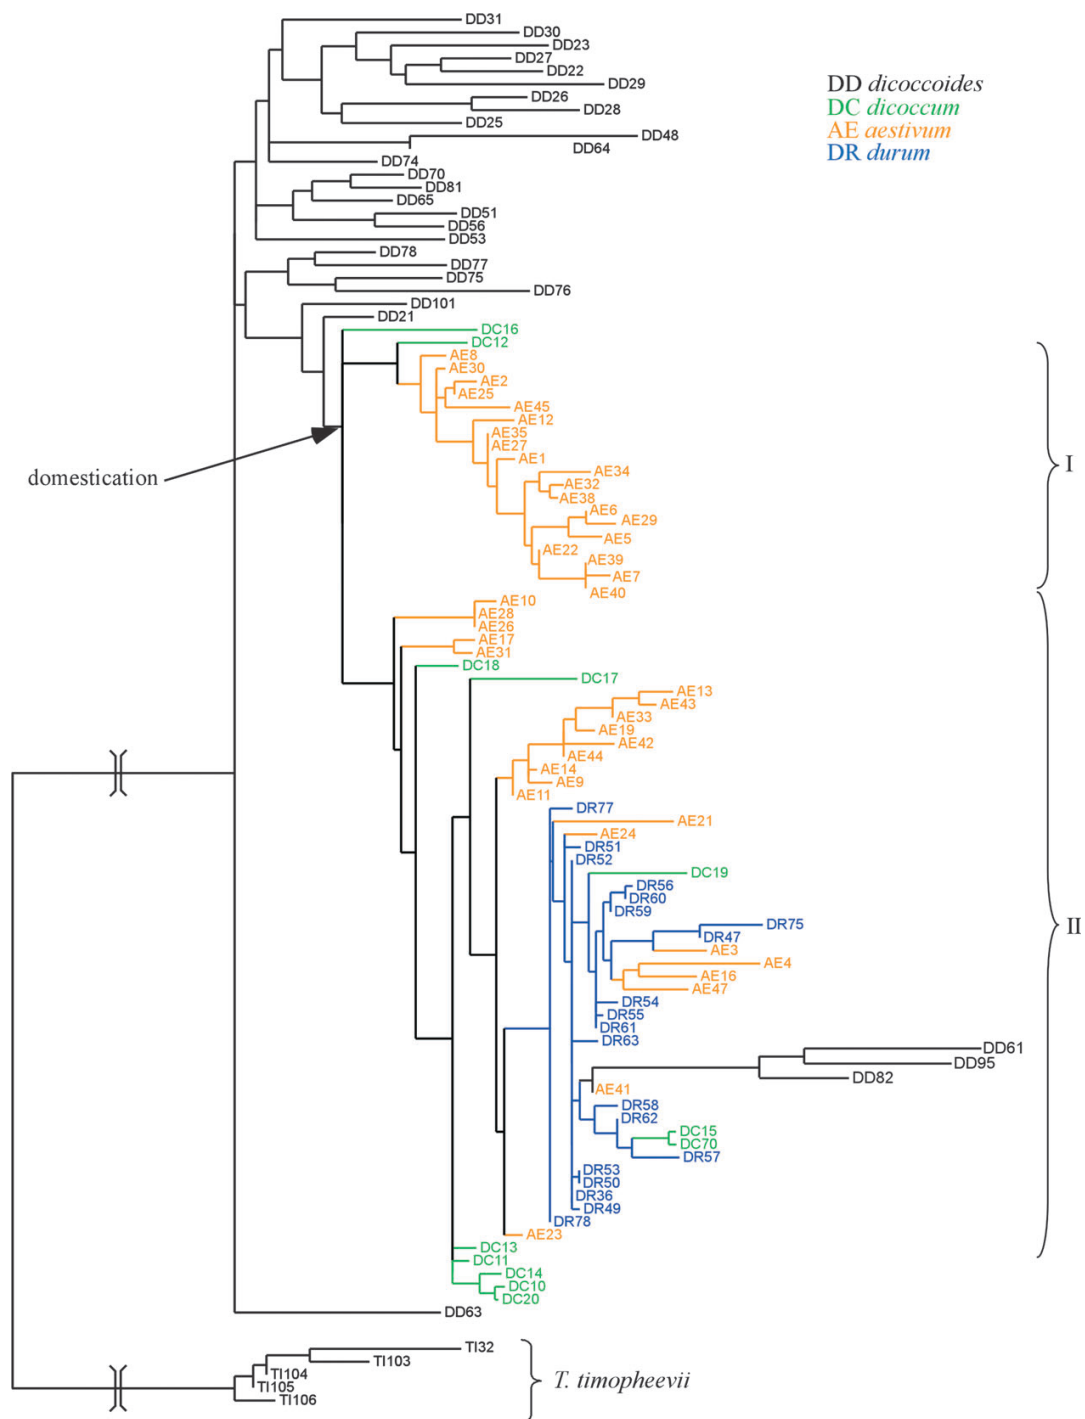 DD31
DD30
DD23
DD27
DD22
DD29
DD26
DD28
DD25
DD48
DD64
DD74
DD70
DD81
DD65
DD51
DD56
DD53
DD78
DD77
DD75
DD76
DD101
DD21
DD dicoccoides
DC dicoccum
AE aestivum
DR durum
DC16
DC12
AE8
AE30
AE2
AE25
AE45
AE12
AE35
AE27
AE1
AE34
AE32
AE38
AE6
AE29
AE5
AE22
AE39
AE7
AE40
domestication
I
AE10
AE28
AE26
AE17
AE31
DC18
DC17
AE13
AE43
AE33
AE19
AE42
AE44
AE14
AE9
AE11
DR77
AE21
AE24
DR51
DR52
DC19
DR56
DR60
DR59
DR75
DR47
AE3
AE4
AE16
AE47
DR54
DR55
DR61
DR63
DD61
DD95
DD82
AE41
DR58
DR62
DC15
DC70
DR57
DR53
DR50
DR36
DR49
DR78
AE23
II
DC13
DC11
DC14
DC10
DC20
DD63
TI32
TI103
TI104
TI105
TI106
T. timopheevii